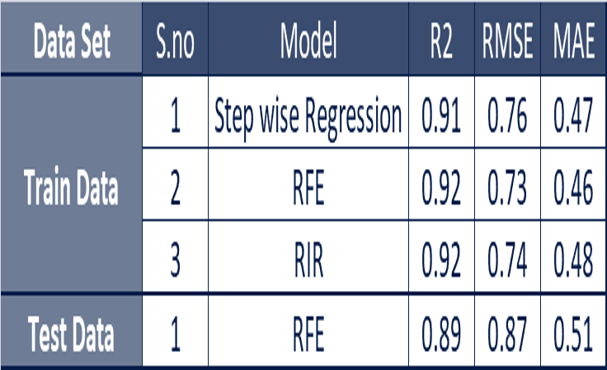 Data Set S.no Model R2 RMSE MAE
1 Step wise Regression 0.91 0.76 0.47
Train Data 2 RFE 0.92 0.73 0.46
3 RIR 0.92 0.74 0.48
Test Data 1 RFE 0.89 0.87 0.51